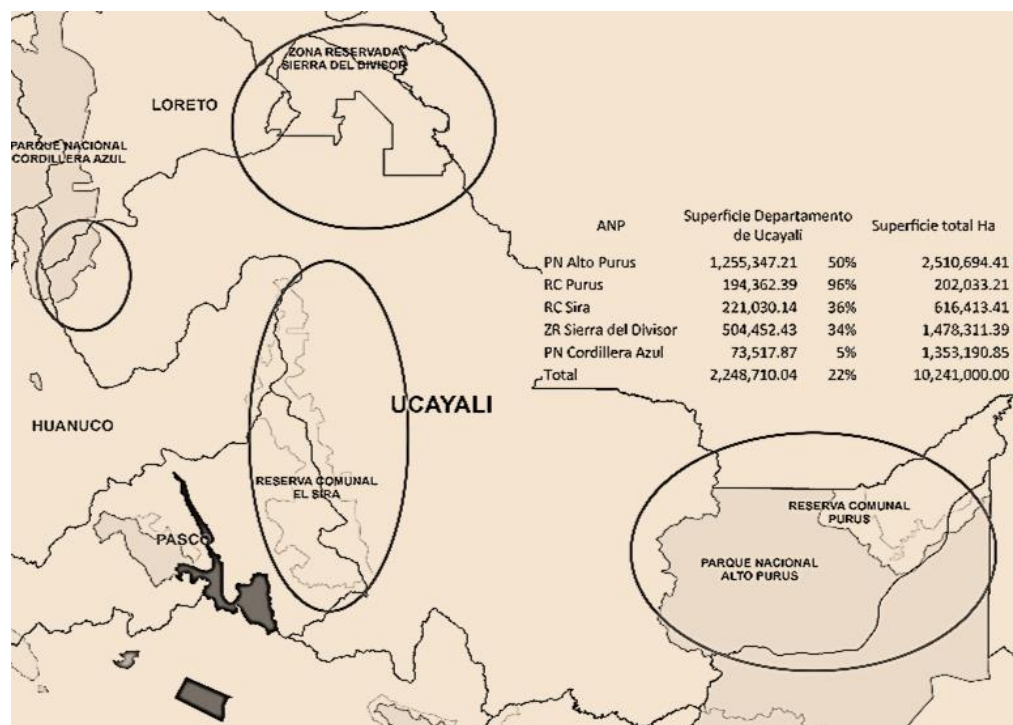 ZONA RESERVADA
SIERRA DEL DIVISOR
LORETO
PARQUE NACIONAL
CORDILLERA AZUL
ANP Superficie Departamento de Ucayali Superficie total Ha
PN Alto Purus 1,255,347.21 50% 2,510,694.41
RC Purus 194,362.39 96% 202,033.21
RC Sira 221,030.14 36% 616,413.41
ZR Sierra del Divisor 504,452.43 34% 1,478,311.39
PN Cordillera Azul 73,517.87 5% 1,353,190.85
Total 2,248,710.04 22% 10,241,000.00
UCAYALI
HUANUCO
RESERVA COMUNAL
EL SIRA
RESERVA COMUNAL
PURUS
PASCO
PARQUE NACIONAL
ALTO PURUS